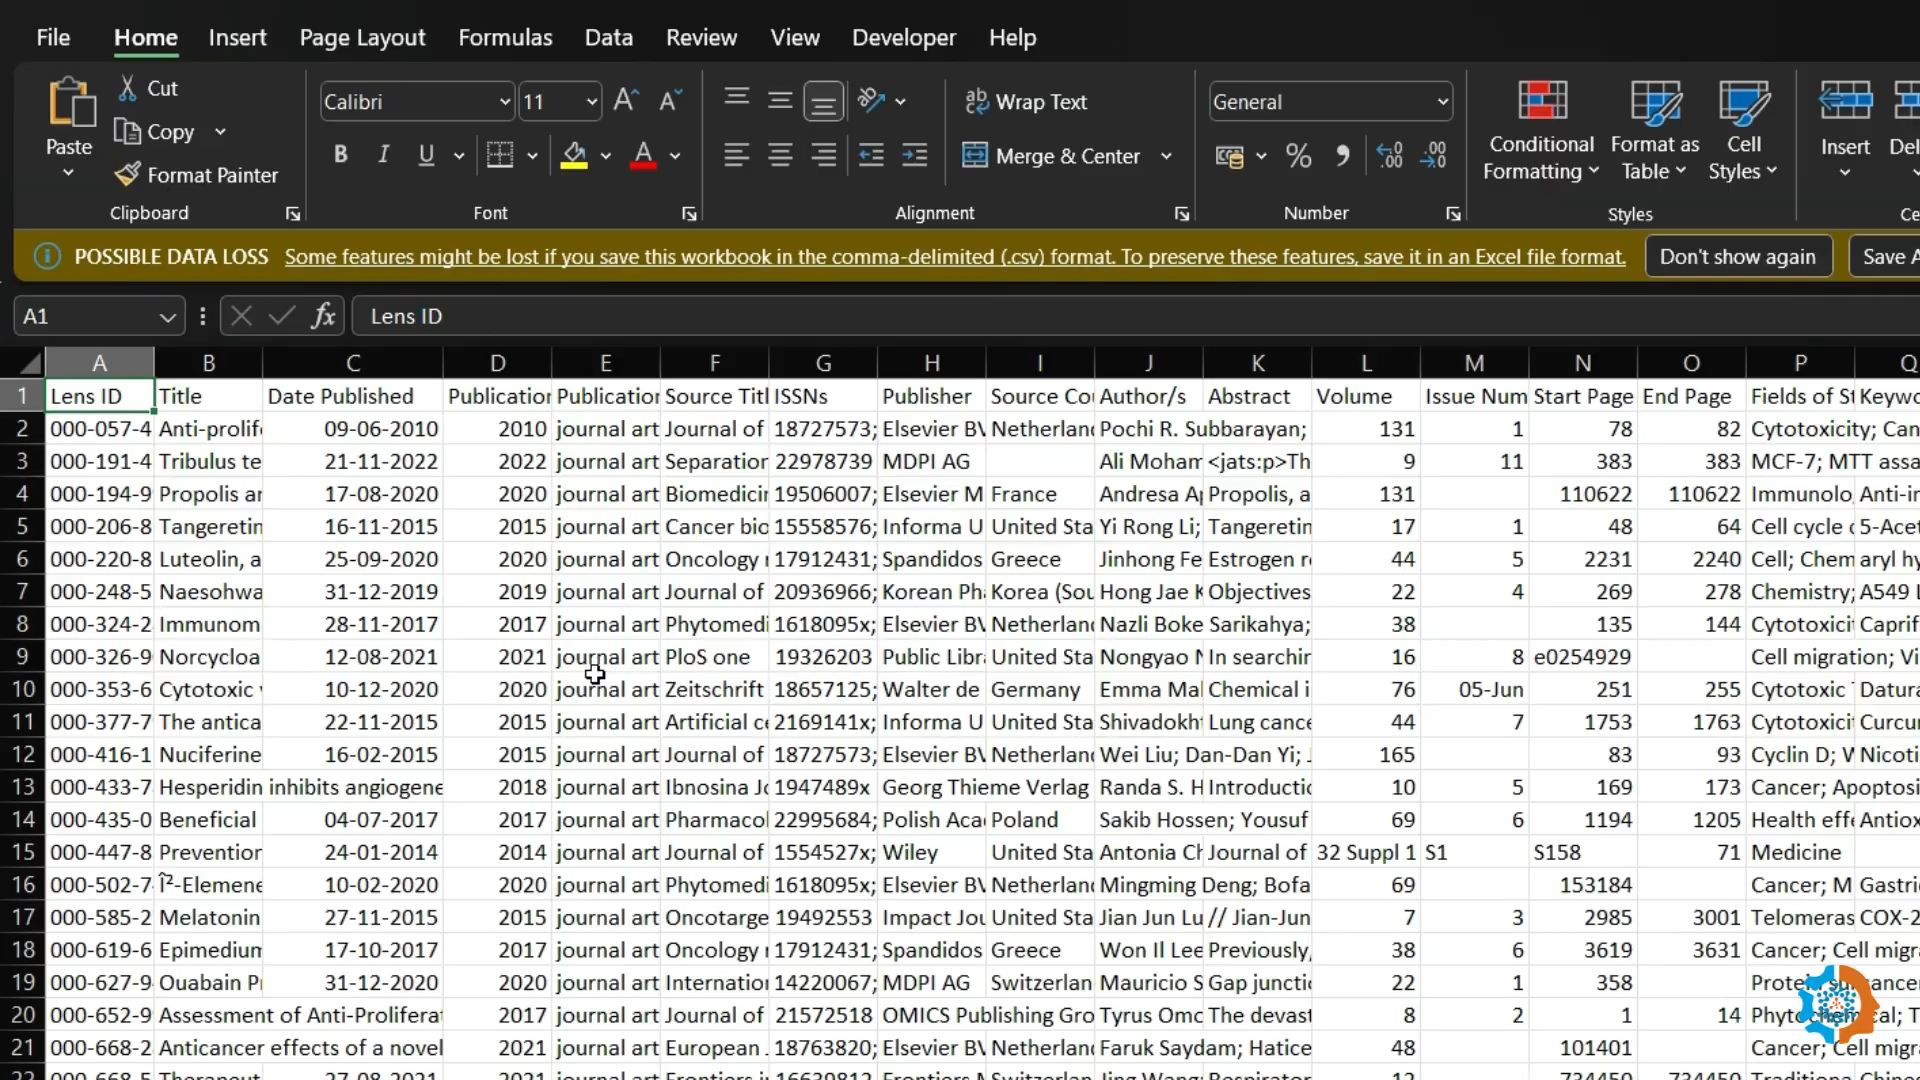 File Home Insert Page Layout Formulas Data Review View Developer Help
Paste Cut Copy Format Painter Clipboard
Calibri 11 B I U A Font
Wrap Text Merge & Center Alignment
General % Number
Conditional Formatting Format as Table Cell Styles Styles
Insert
POSSIBLE DATA LOSS Some features might be lost if you save this workbook in the comma-delimited (.csv) format. To preserve these features, save it in an Excel file format. Don't show again Save A
A1 fx Lens ID
A B C D E F G H I J K L M N O P Q
1 Lens ID Title Date Published Publication Publication Source Titl ISSNs Publisher Source Cou Author/s Abstract Volume Issue Num Start Page End Page Fields of St Keywo
2 000-057-4 Anti-prolife 09-06-2010 2010 journal art Journal of 18727573; Elsevier BV Netherland Pochi R. Subbarayan; 131 1 78 82 Cytotoxicity; Can
3 000-191-4 Tribulus te 21-11-2022 2022 journal art Separation 22978739 MDPI AG Ali Moham <jats:p>Th 9 11 383 383 MCF-7; MTT assa
4 000-194-9 Propolis an 17-08-2020 2020 journal art Biomedicin 19506007; Elsevier M France Andresa Ap Propolis, a 131 110622 110622 Immunolo Anti-in
5 000-206-8 Tangeretin 16-11-2015 2015 journal art Cancer bio 15558576; Informa U United Sta Yi Rong Li; Tangeretin 17 1 48 64 Cell cycle c 5-Acet
6 000-220-8 Luteolin, a 25-09-2020 2020 journal art Oncology r 17912431; Spandidos Greece Jinhong Fe Estrogen re 44 5 2231 2240 Cell; Chem aryl hy
7 000-248-5 Naesohwa 31-12-2019 2019 journal art Journal of 20936966; Korean Pha Korea (Sou Hong Jae K Objectives 22 4 269 278 Chemistry; A549 l
8 000-324-2 Immunom 28-11-2017 2017 journal art Phytomedi 1618095x; Elsevier BV Netherland Nazli Boke Sarikahya; 38 135 144 Cytotoxicit Caprif
9 000-326-9 Norcycloa 12-08-2021 2021 journal art PloS one 19326203 Public Libra United Sta Nongyao N In searchin 16 8 e0254929 Cell migration; Vi
10 000-353-6 Cytotoxic 10-12-2020 2020 journal art Zeitschrift 18657125; Walter de Germany Emma Mal Chemical i 76 05-Jun 251 255 Cytotoxic T Datura
11 000-377-7 The antica 22-11-2015 2015 journal art Artificial ce 2169141x; Informa U United Sta Shivadokht Lung cance 44 7 1753 1763 Cytotoxicit Curcur
12 000-416-1 Nuciferine 16-02-2015 2015 journal art Journal of 18727573; Elsevier BV Netherland Wei Liu; Dan-Dan Yi; J 165 83 93 Cyclin D; W Nicoti
13 000-433-7 Hesperidin inhibits angiogene 2018 journal art Ibnosina Jo 1947489x Georg Thieme Verlag Randa S. H Introductio 10 5 169 173 Cancer; Apoptosi
14 000-435-0 Beneficial 04-07-2017 2017 journal art Pharmacol 22995684; Polish Aca Poland Sakib Hossen; Yousuf 69 6 1194 1205 Health effe Antiox
15 000-447-8 Prevention 24-01-2014 2014 journal art Journal of 1554527x; Wiley United Sta Antonia Ch Journal of 32 Suppl 1 S1 S158 71 Medicine
16 000-502-7 Î²-Elemene 10-02-2020 2020 journal art Phytomedi 1618095x; Elsevier BV Netherland Mingming Deng; Bofa 69 153184 Cancer; M Gastri
17 000-585-2 Melatonin 27-11-2015 2015 journal art Oncotarge 19492553 Impact Jou United Sta Jian Jun Lu // Jian-Jun 7 3 2985 3001 Telomeras COX-2
18 000-619-6 Epimedium 17-10-2017 2017 journal art Oncology r 17912431; Spandidos Greece Won Il Lee Previously, 38 6 3619 3631 Cancer; Cell migra
19 000-627-9 Ouabain P 31-12-2020 2020 journal art Internatio 14220067; MDPI AG Switzerlan Mauricio S Gap juncti 22 1 358
20 000-652-9 Assessment of Anti-Proliferat 2017 journal art Journal of 21572518 OMICS Publishing Gro Tyrus Omo The devast 8 2 1 14
21 000-668-2 Anticancer effects of a novel 2021 journal art European 18763820; Elsevier BV Netherland Faruk Saydam; Hatice 48 101401 Cancer; Cell migra